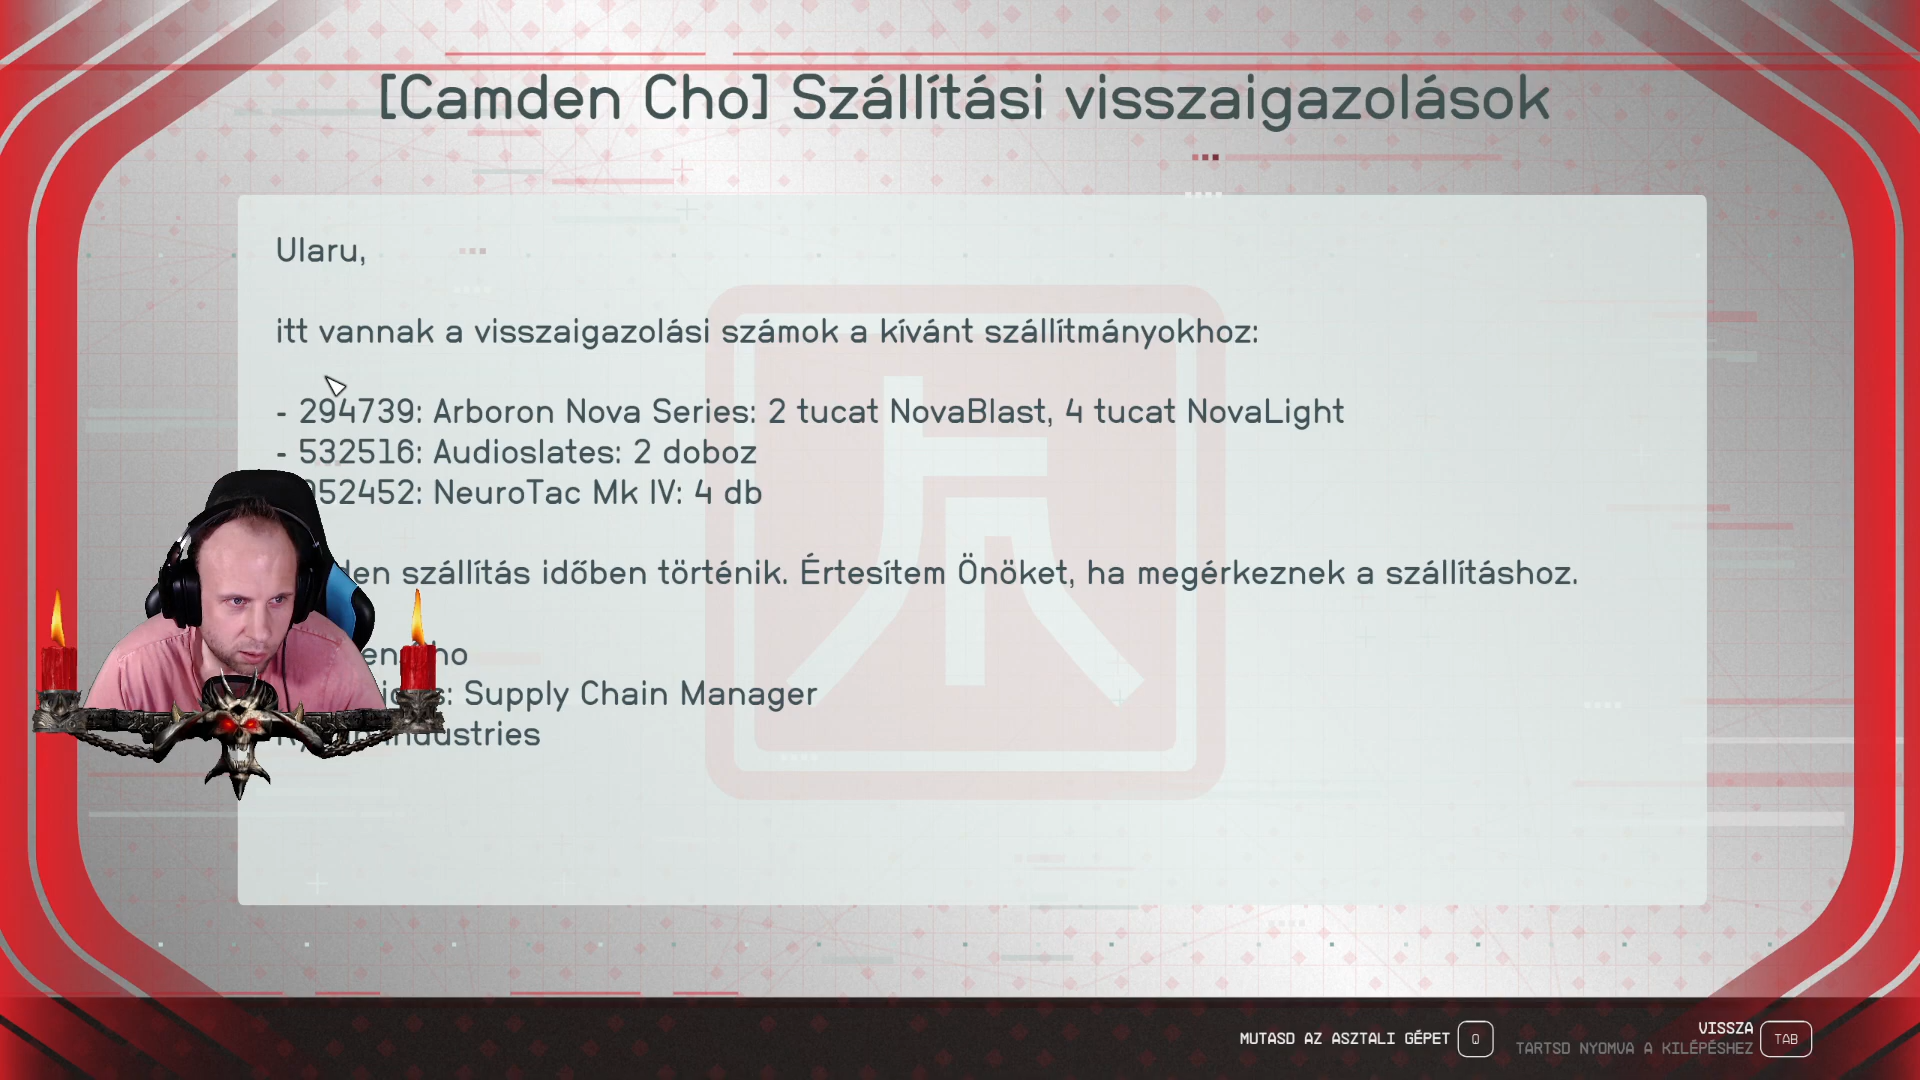 [Camden Cho] Szállítási visszaigazolások
Ularu,
itt vannak a visszaigazolási számok a kívánt szállítmányokhoz:
- 294739: Arboron Nova Series: 2 tucat NovaBlast, 4 tucat NovaLight
- 532516: Audioslates: 2 doboz
52452: NeuroTac Mk IV: 4 db
szállítás időben történik. Értesítem Önöket, ha megérkeznek a szállításhoz.
Supply Chain Manager
Industries
MUTASD AZ ASZTALI GÉPET Q
VISSZA TAB
TARTSD NYOMVA A KILÉPÉSHEZ